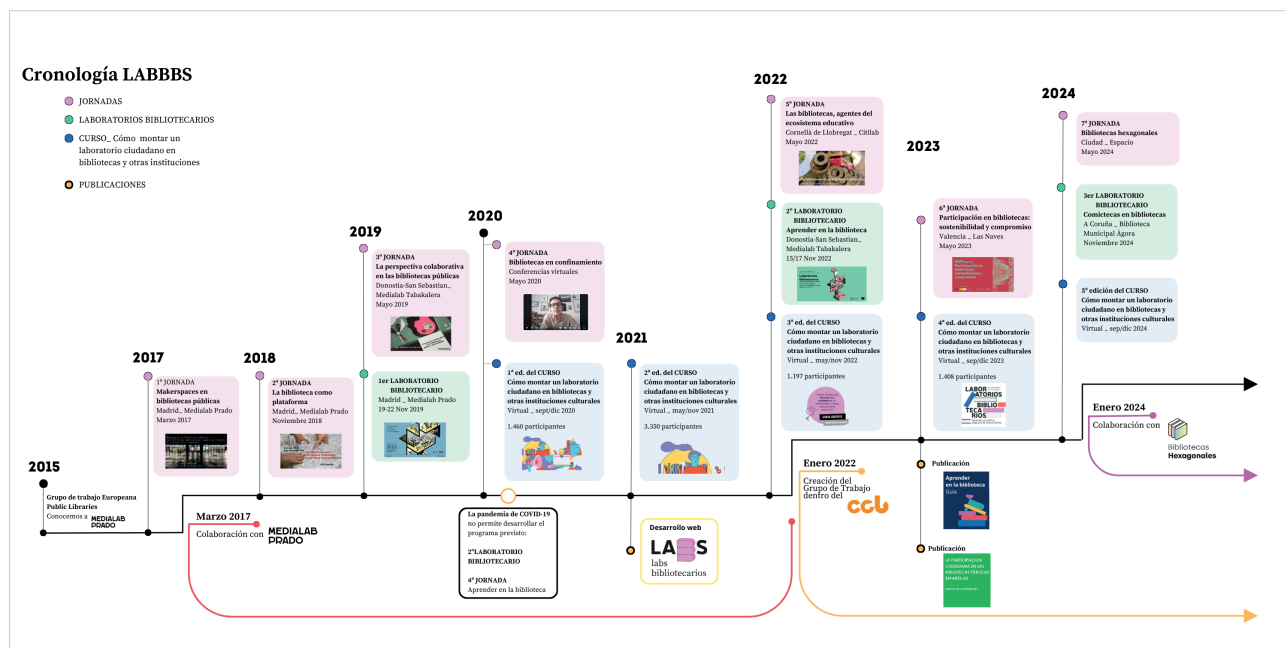 Cronología LABBBS
JORNADAS
LABORATORIOS BIBLIOTECARIOS
CURSO_ Cómo montar un
laboratorio ciudadano en
bibliotecas y otras instituciones
PUBLICACIONES
2015
Grupo de trabajo Europeana
Public Libraries
Conocemos a MEDIALAB
PRADO
2017
1ª JORNADA
Makerspaces en
bibliotecas públicas
Madrid_ Medialab Prado
Marzo 2017
Marzo 2017
Colaboración con MEDIALAB
PRADO
2018
2ª JORNADA
La biblioteca como
plataforma
Madrid_ Medialab Prado
Noviembre 2018
2019
3ª JORNADA
La perspectiva colaborativa
en las bibliotecas públicas
Donostia-San Sebastian_
Medialab Tabakalera
Mayo 2019
1er LABORATORIO
BIBLIOTECARIO
Madrid _ Medialab Prado
19-22 Nov 2019
2020
4ª JORNADA
Bibliotecas en confinamiento
Conferencias virtuales
Mayo 2020
1ª ed. del CURSO
Cómo montar un laboratorio
ciudadano en bibliotecas y
otras instituciones culturales
Virtual _ sept/dic 2020
1.460 participantes
La pandemia de COVID-19
no permite desarrollar el
programa previsto:
2ºLABORATORIO
BIBLIOTECARIO
4ª JORNADA
Aprender en la biblioteca
2021
2ª ed. del CURSO
Cómo montar un laboratorio
ciudadano en bibliotecas y
otras instituciones culturales
Virtual _ may/nov 2021
3.350 participantes
Desarrollo web
LABS
labs
bibliotecarios
2022
5ª JORNADA
Las bibliotecas, agentes del
ecosistema educativo
Cornellà de Llobregat _ Citilab
Mayo 2022
2º LABORATORIO
BIBLIOTECARIO
Aprender en la biblioteca
Donostia-San Sebastian_
Medialab Tabakalera
15/17 Nov 2022
3ª ed. del CURSO
Cómo montar un laboratorio
ciudadano en bibliotecas y
otras instituciones culturales
Virtual _ may/nov 2022
1.197 participantes
Enero 2022
Creación del
Grupo de Trabajo
dentro del
ccb
2023
6ª JORNADA
Participación en bibliotecas:
sostenibilidad y compromiso
Valencia _ Las Naves
Mayo 2023
4ª ed. del CURSO
Cómo montar un laboratorio
ciudadano en bibliotecas y
otras instituciones culturales
Virtual _ sep/dic 2023
1.408 participantes
LABOR
ATORIOS
BIBLIO
TECA
RIOS
Publicación
Aprender
en la biblioteca
Guía
Publicación
LA PARTICIPACIÓN
CIUDADANA EN LAS
BIBLIOTECAS PÚBLICAS
ESPAÑOLAS
2024
7ª JORNADA
Bibliotecas hexagonales
Ciudad _ Espacio
Mayo 2024
3er LABORATORIO
BIBLIOTECARIO
Comictecas en bibliotecas
A Coruña _ Biblioteca
Municipal Ágora
Noviembre 2024
5ª edición del CURSO
Cómo montar un laboratorio
ciudadano en bibliotecas y
otras instituciones culturales
Virtual _ sep/dic 2024
Enero 2024
Colaboración con
Bibliotecas
Hexagonales